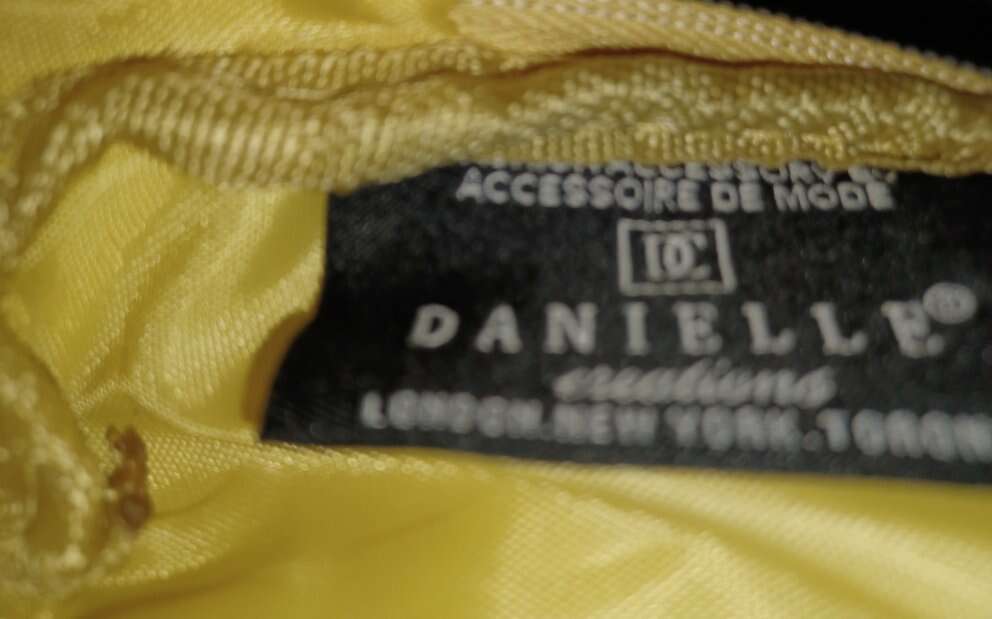 ACCESSOIRE DE MODE
DC
DANIELLE®
creations
LONDON.NEW YORK.TORON